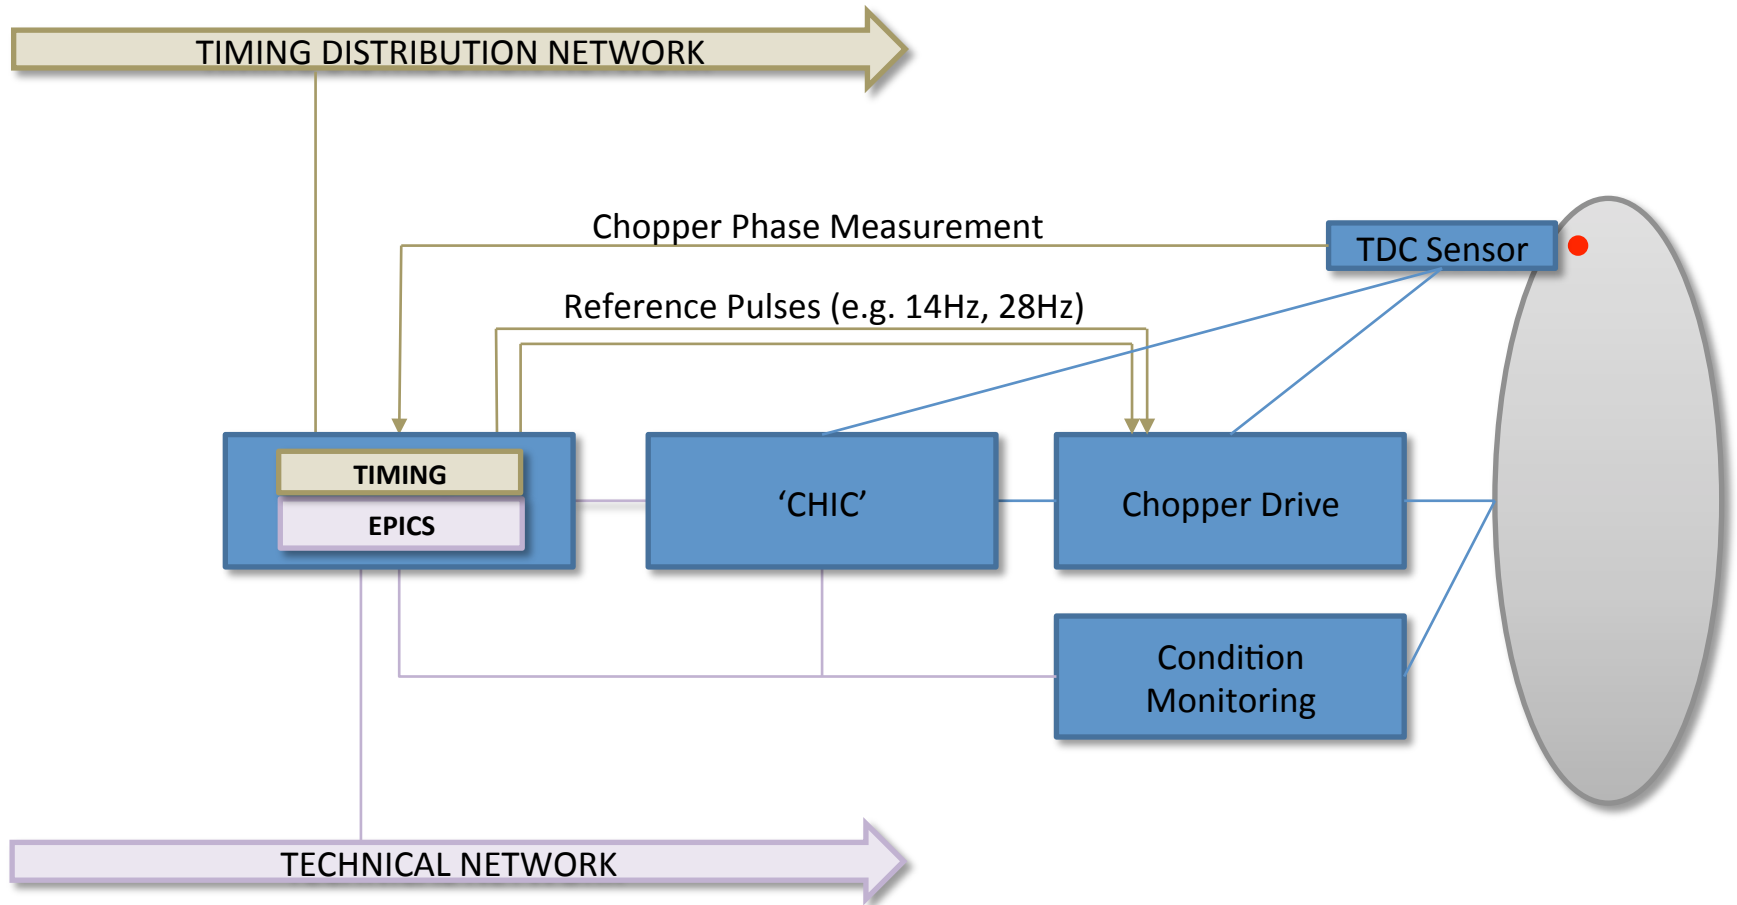 TIMING DISTRIBUTION NETWORK
Chopper Phase Measurement
TDC Sensor
Reference Pulses (e.g. 14Hz, 28Hz)
TIMING
EPICS
‘CHIC’
Chopper Drive
Condition
Monitoring
TECHNICAL NETWORK